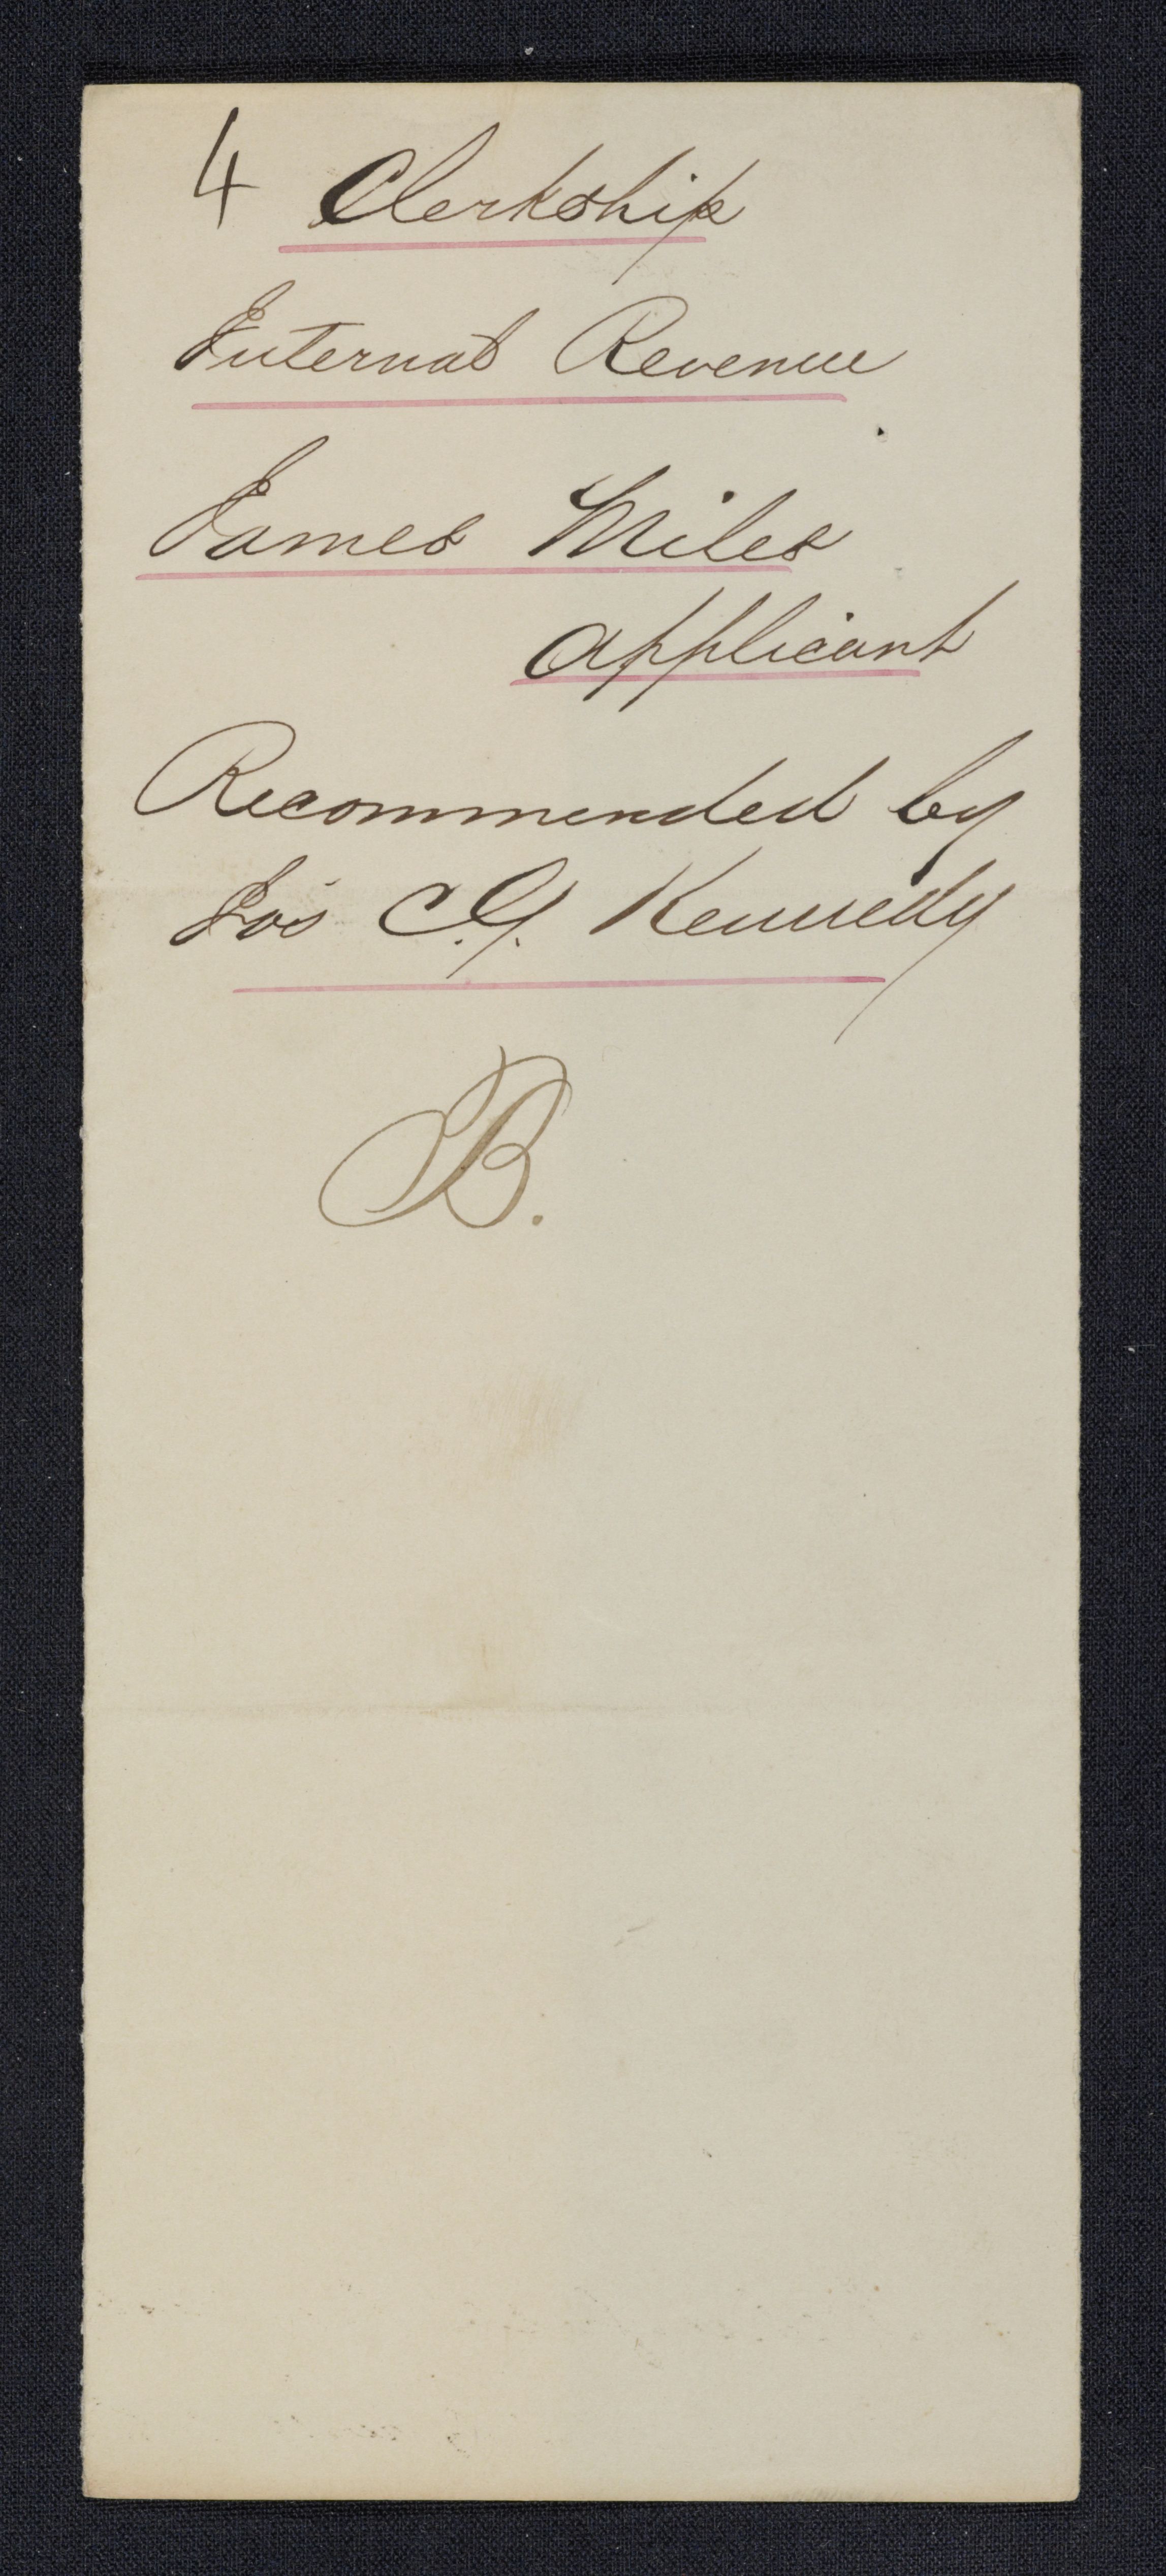 4 Clerkship
Internal Revenue
James Miles
applicant
Recommended by
Jos C. G. Kennedy
B.